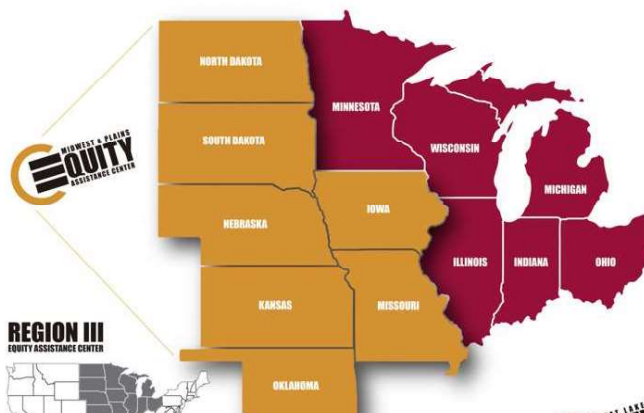 NORTH DAKOTA
MINNESOTA
SOUTH DAKOTA
WISCONSIN
MICHIGAN
MIDWEST & PLAINS
EQUITY
ASSISTANCE CENTER
NEBRASKA
IOWA
ILLINOIS
INDIANA
OHIO
KANSAS
MISSOURI
REGION III
EQUITY ASSISTANCE CENTER
OKLAHOMA